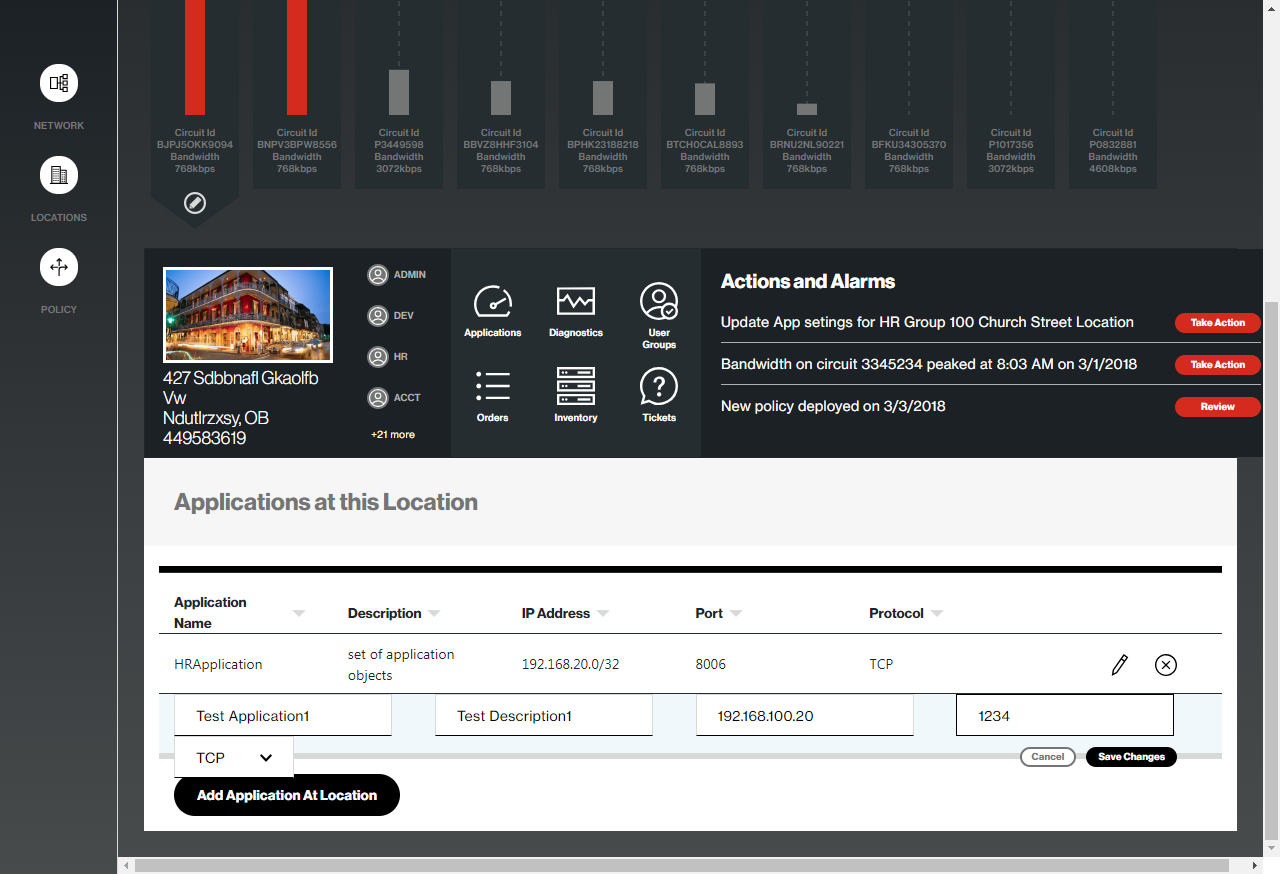 NETWORK
LOCATIONS
POLICY
Circuit Id
BJPJ5OKK9094
Bandwidth
768kbps
Circuit Id
BNPV3BPW8556
Bandwidth
768kbps
Circuit Id
P3449598
Bandwidth
3072kbps
Circuit Id
BBVZ8HHF3104
Bandwidth
768kbps
Circuit Id
BPHK23188218
Bandwidth
768kbps
Circuit Id
BTCH0CAL8893
Bandwidth
768kbps
Circuit Id
BRNU2NL90221
Bandwidth
768kbps
Circuit Id
BFKU34305370
Bandwidth
768kbps
Circuit Id
P1017356
Bandwidth
3072kbps
Circuit Id
P0832881
Bandwidth
4608kbps
427 Sdbbnafl Gkaolfb
Vw
Ndutlrzxsy, OB
449583619
ADMIN
DEV
HR
ACCT
+21 more
Applications
Diagnostics
User
Groups
Orders
Inventory
Tickets
Actions and Alarms
Update App setings for HR Group 100 Church Street Location
Take Action
Bandwidth on circuit 3345234 peaked at 8:03 AM on 3/1/2018
Take Action
New policy deployed on 3/3/2018
Review
Applications at this Location
Application
Name
Description
IP Address
Port
Protocol
HRApplication
set of application
objects
192.168.20.0/32
8006
TCP
Test Application1
Test Description1
192.168.100.20
1234
TCP
Cancel
Save Changes
Add Application At Location